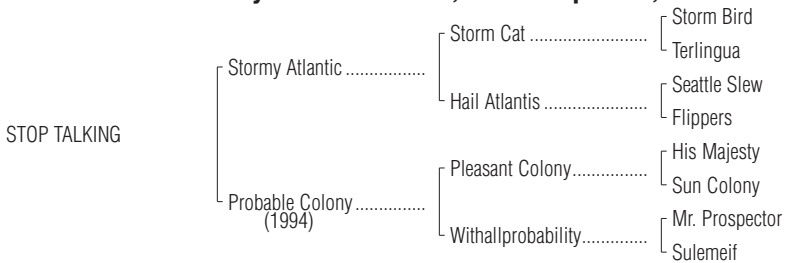 Storm Bird
Storm Cat ....................
Terlingua
Stormy Atlantic .................
Seattle Slew
Hail Atlantis ......................
Flippers
STOP TALKING
His Majesty
Pleasant Colony................
Sun Colony
Probable Colony ...............
(1994)
Mr. Prospector
Withallprobability..............
Sulemeif